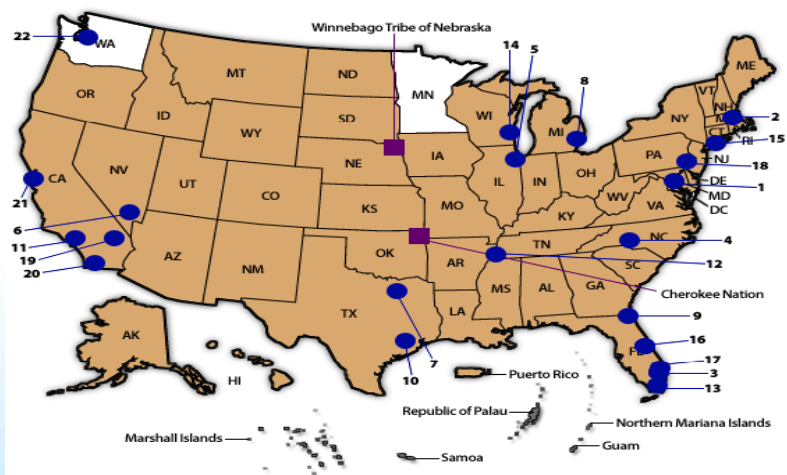 Winnebago Tribe of Nebraska
22
WA
14
5
8
MT
ND
MN
ME
VT
NH
OR
ID
SD
WI
MI
NY
2
CT
RI
15
WY
IA
PA
NJ
18
NE
NV
UT
CO
IL
IN
OH
DE
1
MD
DC
CA
WV
VA
21
KS
MO
KY
6
11
19
20
AZ
NM
OK
AR
TN
NC
4
12
SC
MS
AL
GA
Cherokee Nation
TX
LA
9
AK
16
HI
10
7
FL
17
3
13
Puerto Rico
Republic of Palau
Northern Mariana Islands
Marshall Islands
Guam
Samoa